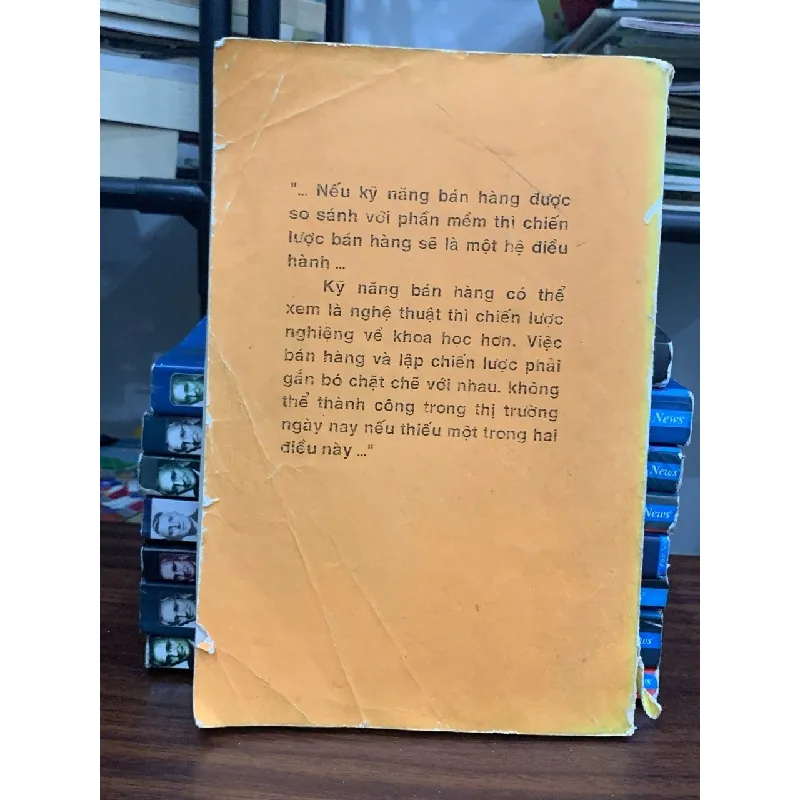 "... Nếu kỹ năng bán hàng được
so sánh với phần mềm thì chiến
lược bán hàng sẽ là một hệ điều
hành ...
Kỹ năng bán hàng có thể
xem là nghệ thuật thì chiến lược
nghiệng về khoa học hơn. Việc
bán hàng và lập chiến lược phải
gắn bó chặt chẽ với nhau. không
thể thành công trong thị trường
ngày nay nếu thiếu một trong hai
điều này ..."
News
News
News